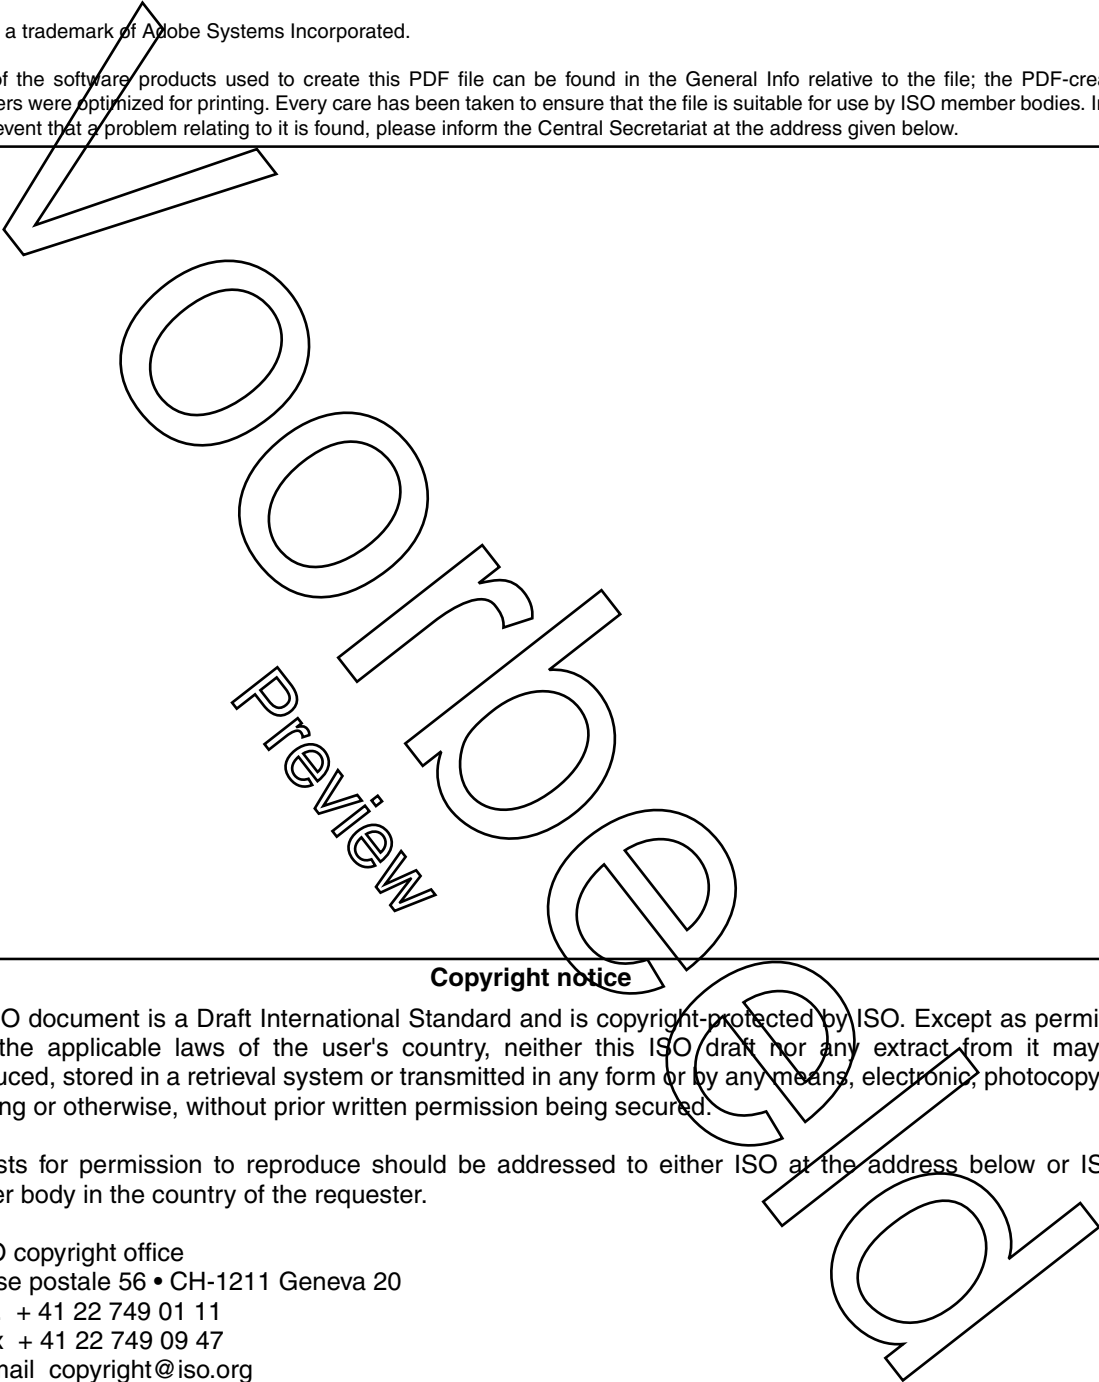 a trademark of Adobe Systems Incorporated.
of the software products used to create this PDF file can be found in the General Info relative to the file; the PDF-crea
ers were optimized for printing. Every care has been taken to ensure that the file is suitable for use by ISO member bodies. I
event that a problem relating to it is found, please inform the Central Secretariat at the address given below.
Voorbeeld
Preview
Copyright notice
O document is a Draft International Standard and is copyright-protected by ISO. Except as permi
the applicable laws of the user's country, neither this ISO draft nor any extract from it may
uced, stored in a retrieval system or transmitted in any form or by any means, electronic, photocopy
ng or otherwise, without prior written permission being secured.
sts for permission to reproduce should be addressed to either ISO at the address below or IS
er body in the country of the requester.
O copyright office
se postale 56 • CH-1211 Geneva 20
. + 41 22 749 01 11
x + 41 22 749 09 47
mail copyright@iso.org